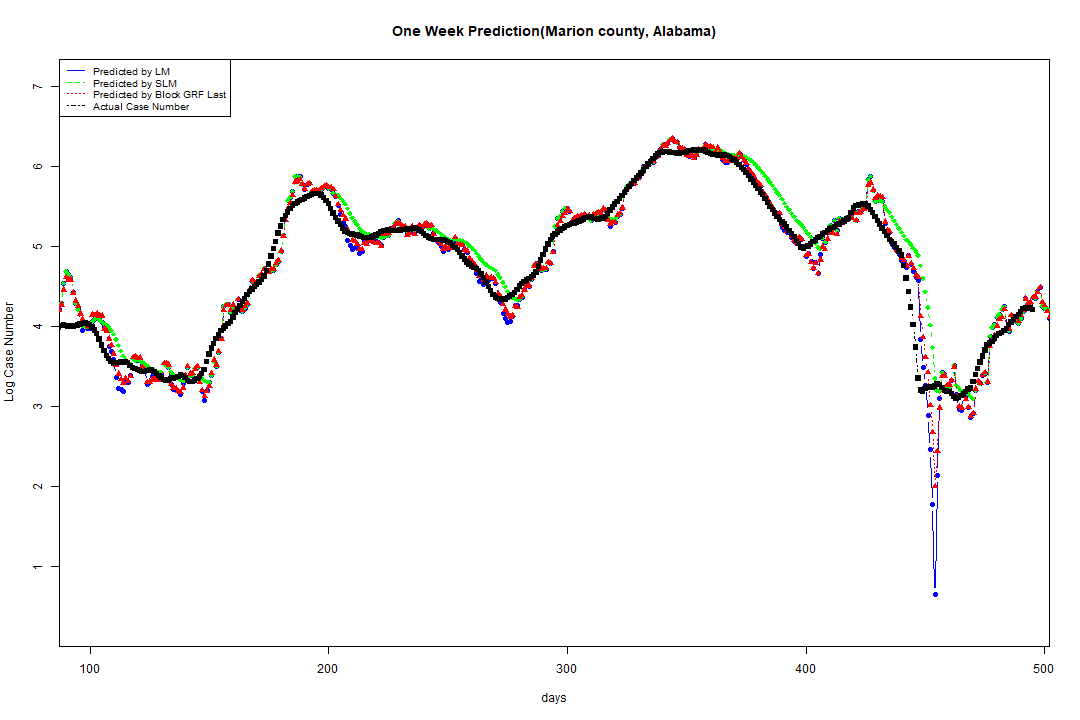 One Week Prediction(Marion county, Alabama)
Predicted by LM
Predicted by SLM
Predicted by Block GRF Last
Actual Case Number
7
6
5
4
3
2
1
Log Case Number
100 200 300 400 500
days